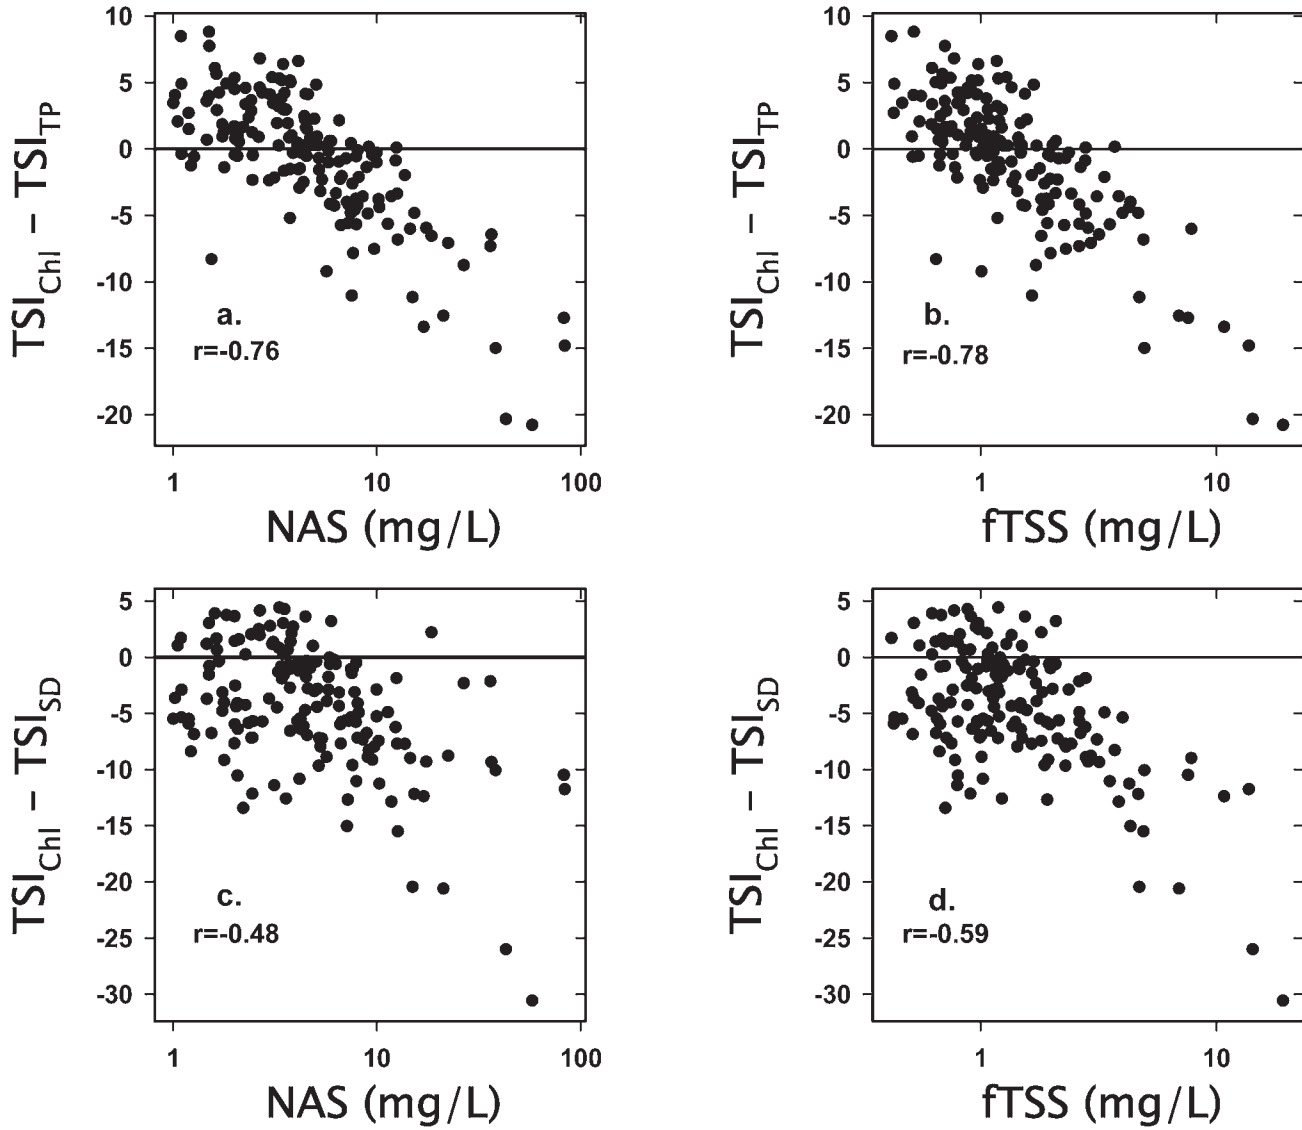 10
5
0
-5
-10
-15
-20
TSIChl – TSITP
a.
r=-0.76
1 10 100
NAS (mg/L)
10
5
0
-5
-10
-15
-20
TSIChl – TSITP
b.
r=-0.78
1 10
fTSS (mg/L)
5
0
-5
-10
-15
-20
-25
-30
TSIChl – TSISD
c.
r=-0.48
1 10 100
NAS (mg/L)
5
0
-5
-10
-15
-20
-25
-30
TSIChl – TSISD
d.
r=-0.59
1 10
fTSS (mg/L)